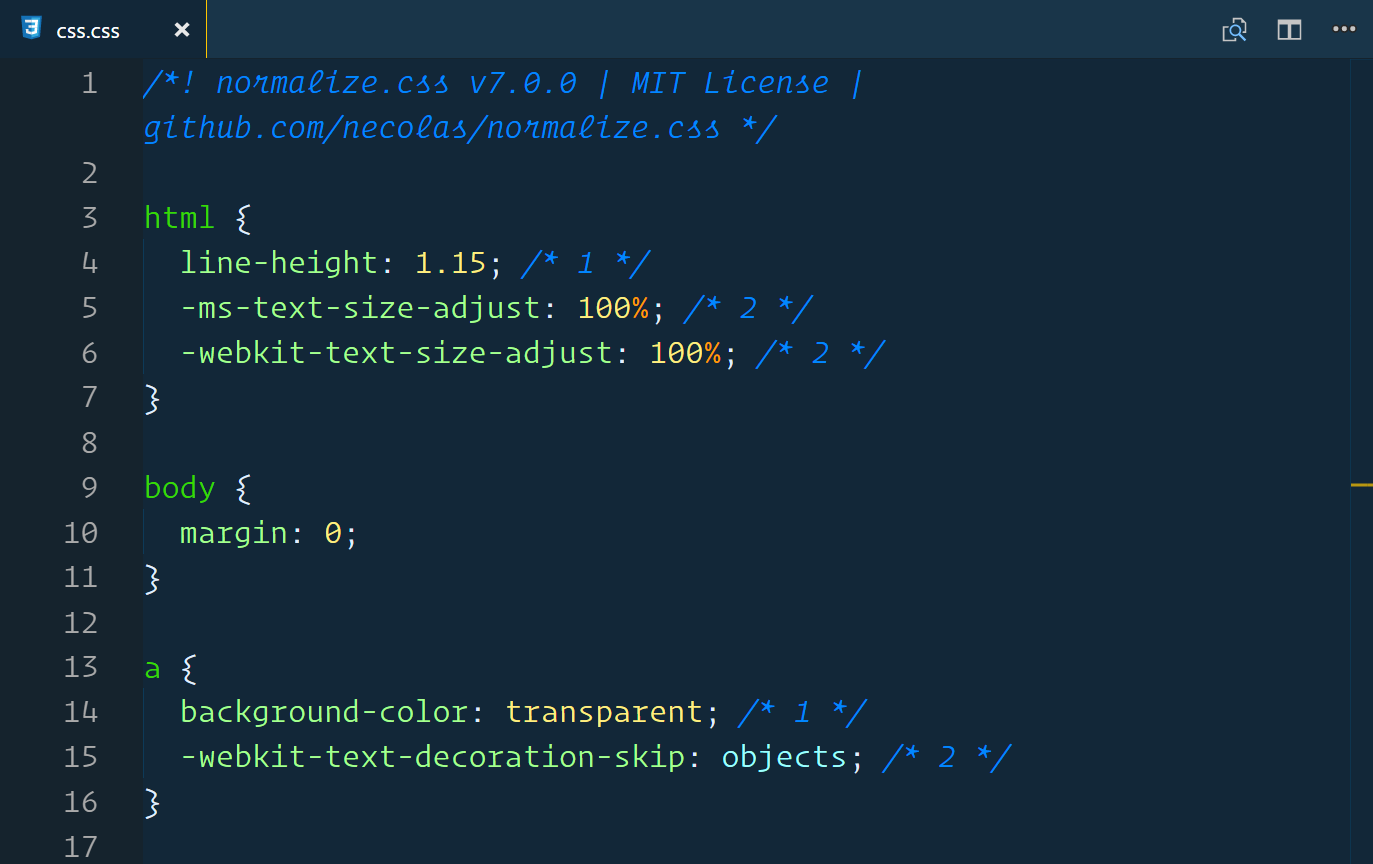 css.css
1 /*! normalize.css v7.0.0 | MIT License |
github.com/necolas/normalize.css */
2
3 html {
4   line-height: 1.15; /* 1 */
5   -ms-text-size-adjust: 100%; /* 2 */
6   -webkit-text-size-adjust: 100%; /* 2 */
7 }
8
9 body {
10   margin: 0;
11 }
12
13 a {
14   background-color: transparent; /* 1 */
15   -webkit-text-decoration-skip: objects; /* 2 */
16 }
17